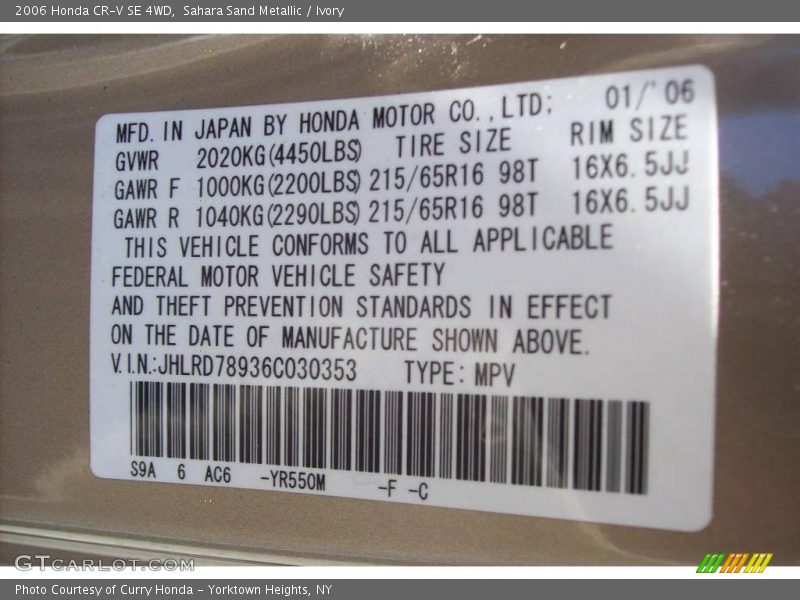 2006 Honda CR-V SE 4WD, Sahara Sand Metallic / Ivory
MFD. IN JAPAN BY HONDA MOTOR CO.,LTD: 01/'06
GVWR 2020KG(4450LBS) TIRE SIZE RIM SIZE
GAWR F 1000KG(2200LBS) 215/65R16 98T 16X6.5JJ
GAWR R 1040KG(2290LBS) 215/65R16 98T 16X6.5JJ
THIS VEHICLE CONFORMS TO ALL APPLICABLE
FEDERAL MOTOR VEHICLE SAFETY
AND THEFT PREVENTION STANDARDS IN EFFECT
ON THE DATE OF MANUFACTURE SHOWN ABOVE.
V.I.N.:JHLRD78936C030353 TYPE: MPV
S9A 6 AC6 -YR550M -F -C
GTCARLOT.COM
Photo Courtesy of Curry Honda - Yorktown Heights, NY